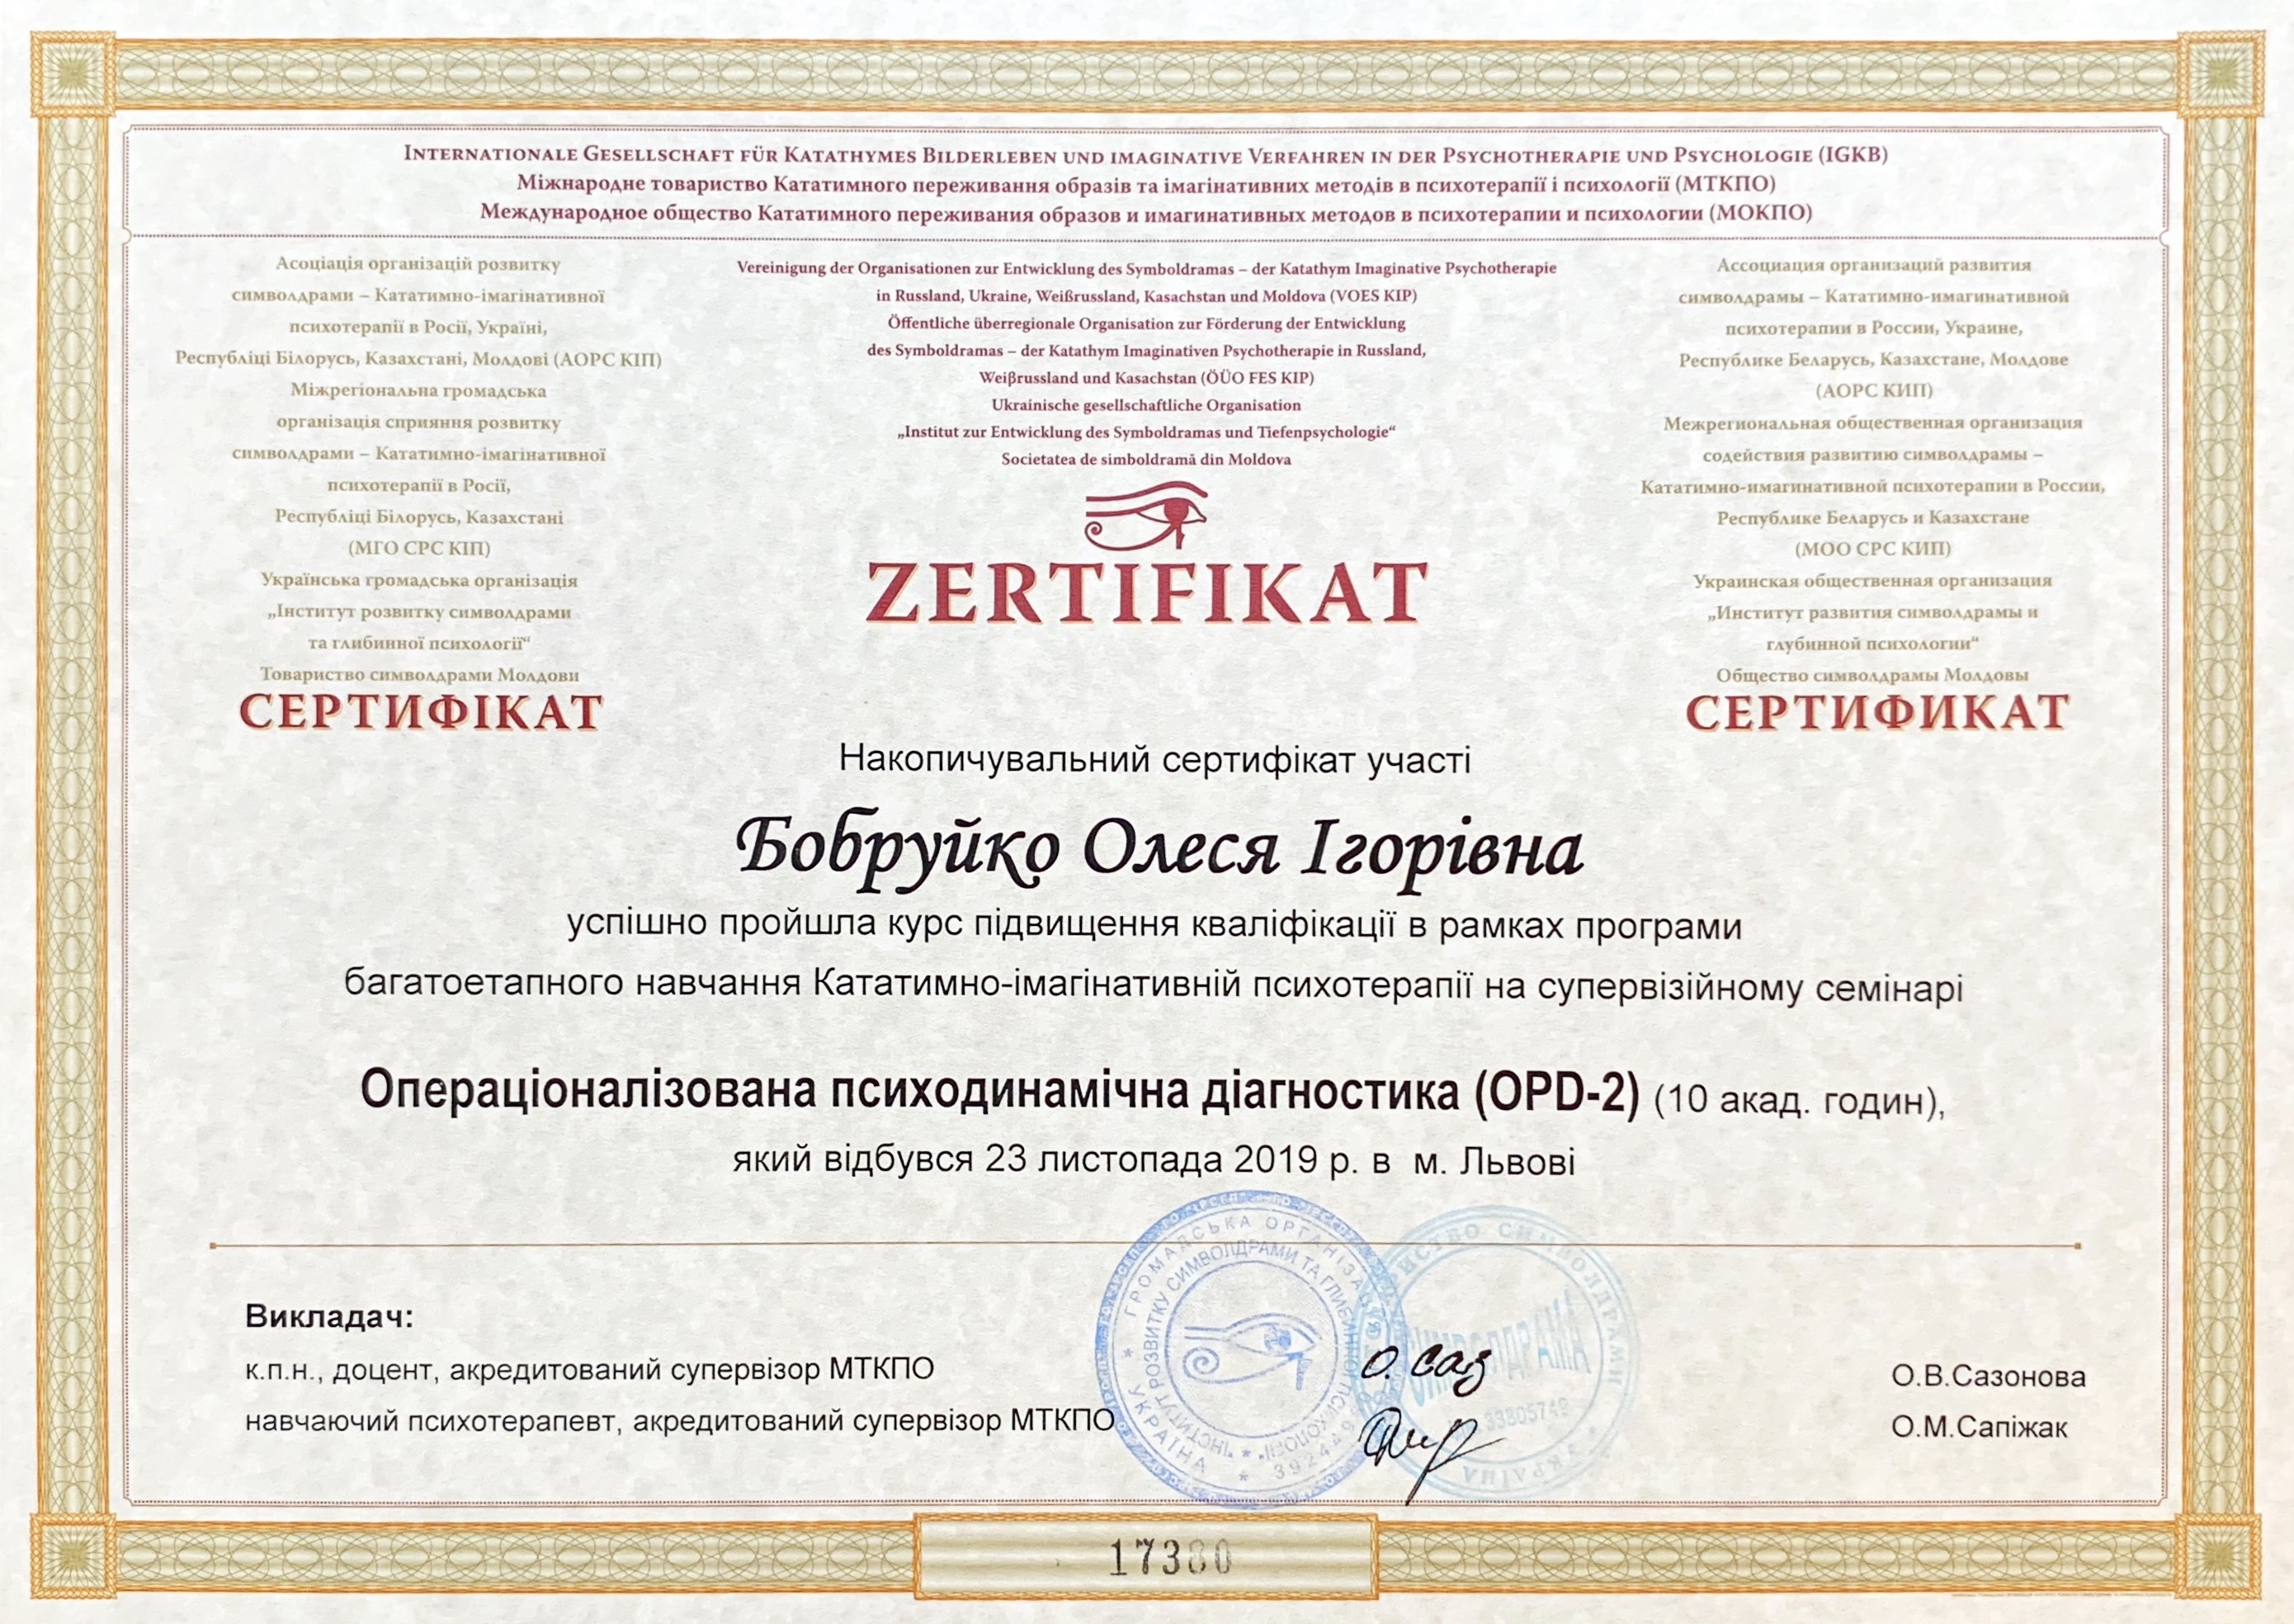 INTERNATIONALE GESELLSCHAFT FÜR KATATHYMES BILDERLEBEN UND IMAGINATIVE VERFAHREN IN DER PSYCHOTHERAPIE UND PSYCHOLOGIE (IGKB)
Міжнародне товариство Кататимного переживання образів та імагінативних методів в психотерапії і психології (МТКПО)
Международное общество Кататимного переживания образов и имагинативных методов в психотерапии и психологии (МОКПО)
Асоціація організацій розвитку
символдрами – Кататимно-імагінативної
психотерапії в Росії, Україні,
Республіці Білорусь, Казахстані, Молдові (АОРС КІП)
Міжрегіональна громадська
організація сприяння розвитку
символдрами – Кататимно-імагінативної
психотерапії в Росії,
Республіці Білорусь, Казахстані
(МГО СРС КІП)
Українська громадська організація
„Інститут розвитку символдрами
та глибинної психології“
Товариство символдрами Молдови
СЕРТИФІКАТ
Vereinigung der Organisationen zur Entwicklung des Symboldramas – der Katathym Imaginative Psychotherapie
in Russland, Ukraine, Weißrussland, Kasachstan und Moldova (VOES KIP)
Öffentliche überregionale Organisation zur Förderung der Entwicklung
des Symboldramas – der Katathym Imaginativen Psychotherapie in Russland,
Weißrussland und Kasachstan (ÖÜO FES KIP)
Ukrainische gesellschaftliche Organisation
„Institut zur Entwicklung des Symboldramas und Tiefenpsychologie“
Societatea de simboldramă din Moldova
ZERTIFIKAT
Ассоциация организаций развития
символдрамы – Кататимно-имагинативной
психотерапии в России, Украине,
Республике Беларусь, Казахстане, Молдове
(АОРС КИП)
Межрегиональная общественная организация
содействия развитию символдрамы –
Кататимно-имагинативной психотерапии в России,
Республике Беларусь и Казахстане
(МОО СРС КИП)
Украинская общественная организация
„Институт развития символдрамы и
глубинной психологии“
Общество символдрамы Молдовы
СЕРТИФИКАТ
Накопичувальний сертифікат участі
Бобруйко Олеся Ігорівна
успішно пройшла курс підвищення кваліфікації в рамках програми
багатоетапного навчання Кататимно-імагінативній психотерапії на супервізійному семінарі
Операціоналізована психодинамічна діагностика (OPD-2) (10 акад. годин),
який відбувся 23 листопада 2019 р. в м. Львові
Викладач:
к.п.н., доцент, акредитований супервізор МТКПО
О.В.Сазонова
навчаючий психотерапевт, акредитований супервізор МТКПО
О.М.Сапіжак
ГРОМАДСЬКА ОРГАНІЗАЦІЯ
ІНСТИТУТ РОЗВИТКУ СИМВОЛДРАМИ ТА ГЛИБИННОЇ ПСИХОЛОГІЇ
УКРАЇНА
СИМВОЛДРАМИ
СИМВОЛДРАМА
33805749
УКРАЇНА
О. Саз
17380